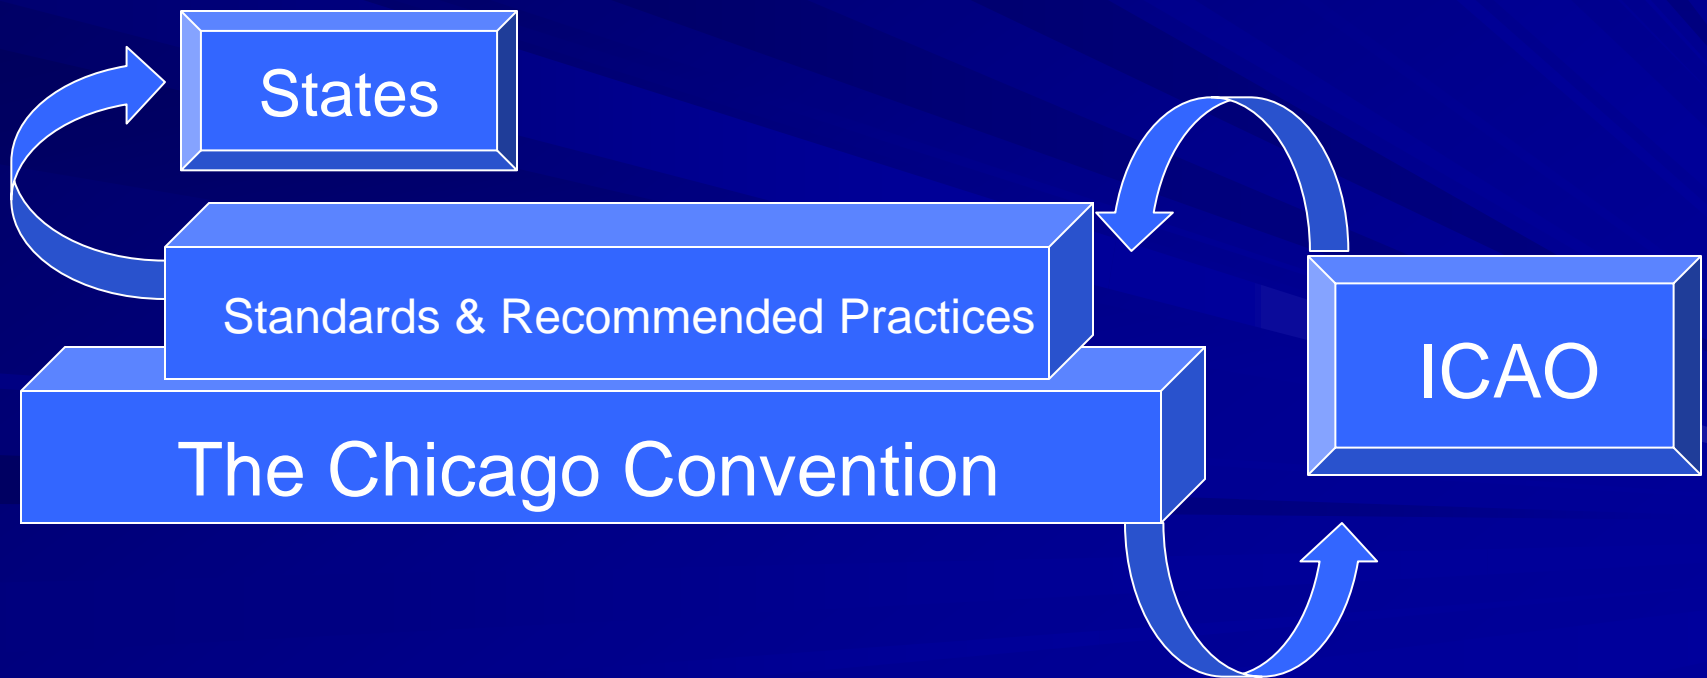 States
Standards & Recommended Practices
ICAO
The Chicago Convention